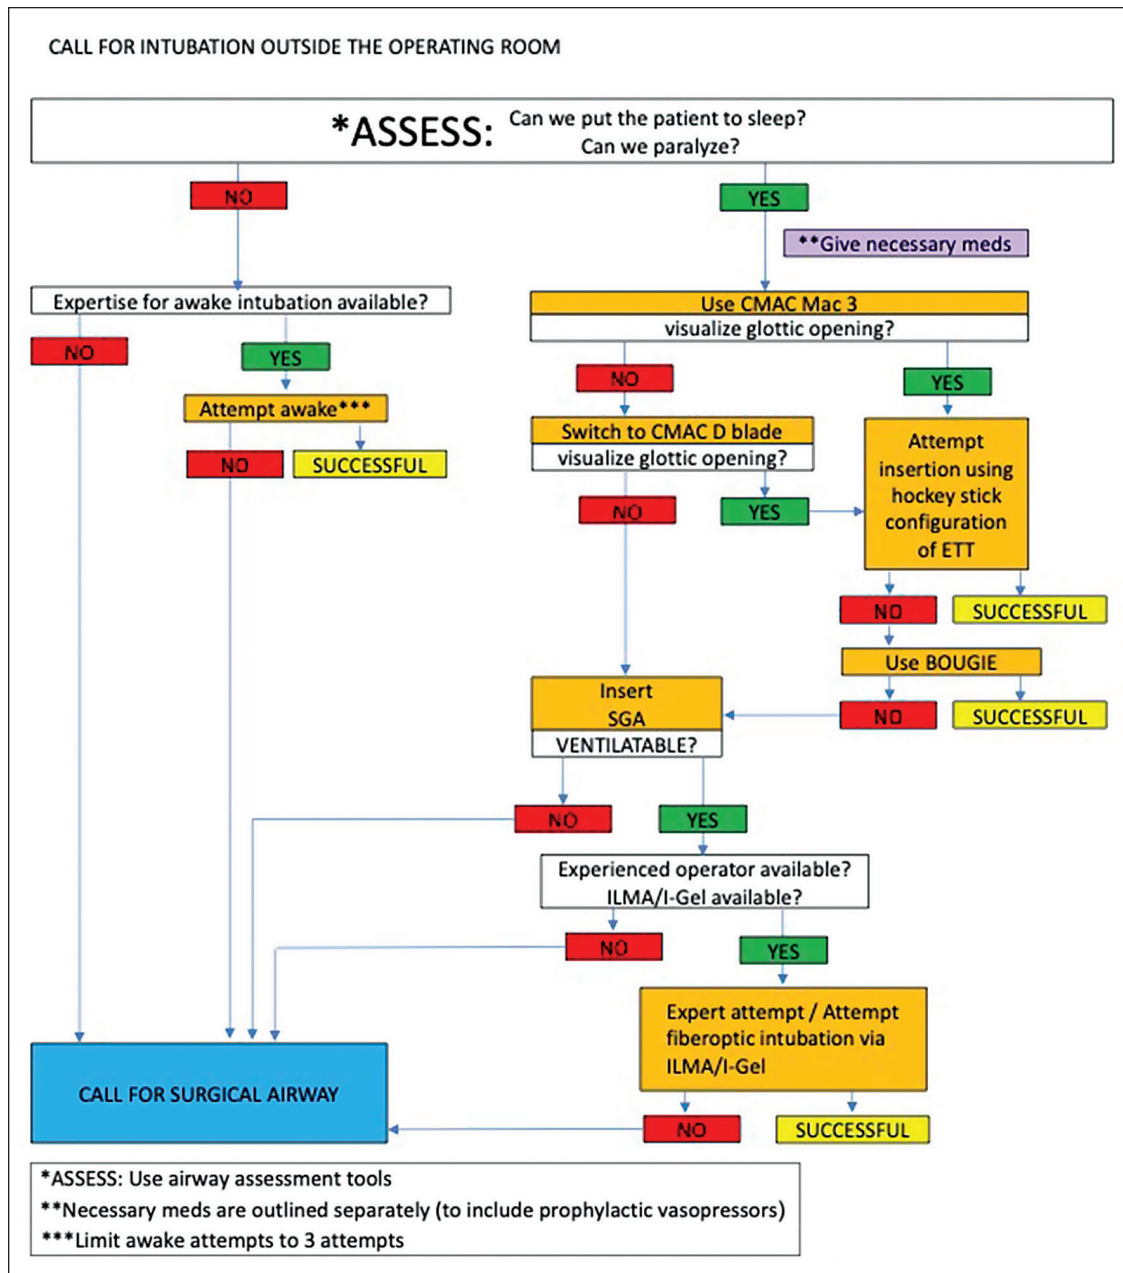 CALL FOR INTUBATION OUTSIDE THE OPERATING ROOM
*ASSESS: Can we put the patient to sleep?
Can we paralyze?
NO
YES
**Give necessary meds
Expertise for awake intubation available?
Use CMAC Mac 3
visualize glottic opening?
NO
YES
NO
YES
Attempt awake***
Switch to CMAC D blade
visualize glottic opening?
Attempt
insertion using
hockey stick
configuration
of ETT
NO
SUCCESSFUL
NO
YES
NO
SUCCESSFUL
Use BOUGIE
Insert
SGA
VENTILATABLE?
NO
SUCCESSFUL
NO
YES
Experienced operator available?
ILMA/I-Gel available?
NO
YES
Expert attempt / Attempt
fiberoptic intubation via
ILMA/I-Gel
CALL FOR SURGICAL AIRWAY
NO
SUCCESSFUL
*ASSESS: Use airway assessment tools
**Necessary meds are outlined separately (to include prophylactic vasopressors)
***Limit awake attempts to 3 attempts